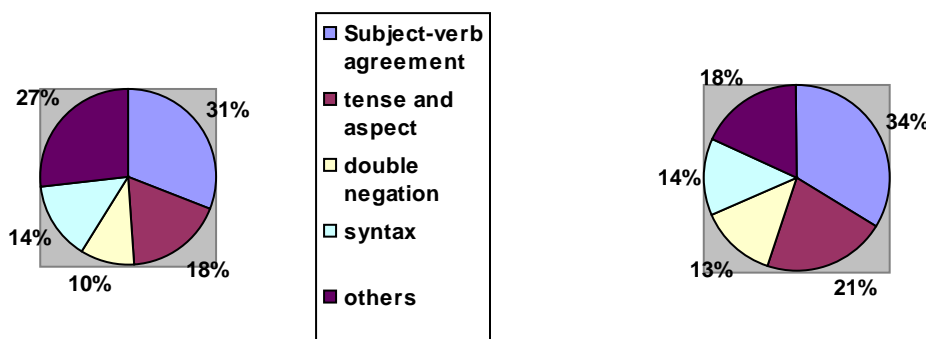 27%
31%
14%
10%
18%
Subject-verb
agreement
tense and
aspect
double
negation
syntax
others
18%
34%
14%
13%
21%